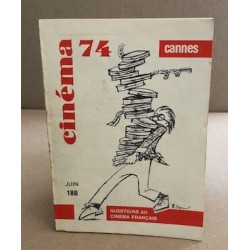 cinéma 74
cannes
JUIN
188
QUESTIONS AU
CINEMA FRANÇAIS